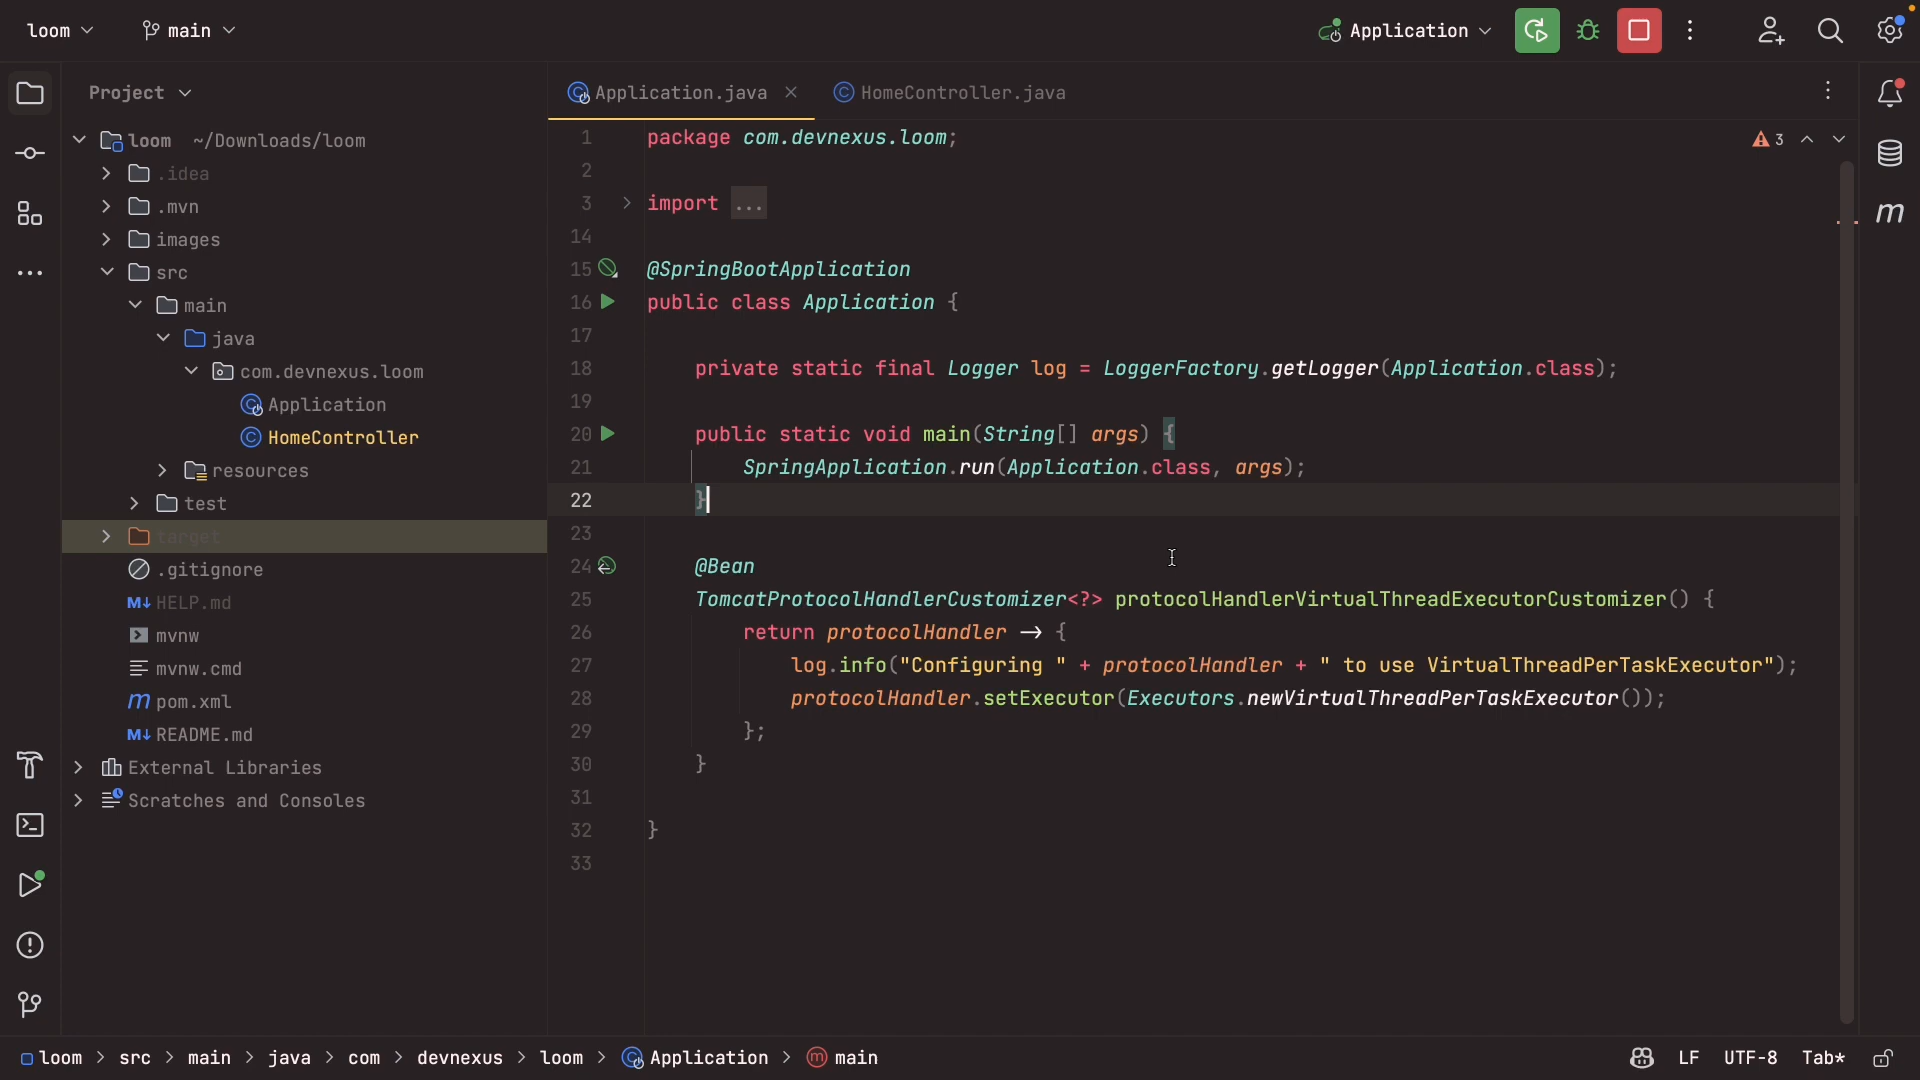 loom
main
Application
Project
Application.java
HomeController.java
loom ~/Downloads/loom
.idea
.mvn
images
src
main
java
com.devnexus.loom
Application
HomeController
resources
test
target
.gitignore
M↓ HELP.md
mvnw
mvnw.cmd
m pom.xml
M↓ README.md
External Libraries
Scratches and Consoles
3
m
1 package com.devnexus.loom;
2
3 import ...
14
15 @SpringBootApplication
16 public class Application {
17
18 private static final Logger log = LoggerFactory.getLogger(Application.class);
19
20 public static void main(String[] args) {
21 SpringApplication.run(Application.class, args);
22 }
23
24 @Bean
25 TomcatProtocolHandlerCustomizer<?> protocolHandlerVirtualThreadExecutorCustomizer() {
26 return protocolHandler -> {
27 log.info("Configuring " + protocolHandler + " to use VirtualThreadPerTaskExecutor");
28 protocolHandler.setExecutor(Executors.newVirtualThreadPerTaskExecutor());
29 };
30 }
31
32 }
33
loom > src > main > java > com > devnexus > loom > Application > m main
LF UTF-8 Tab*